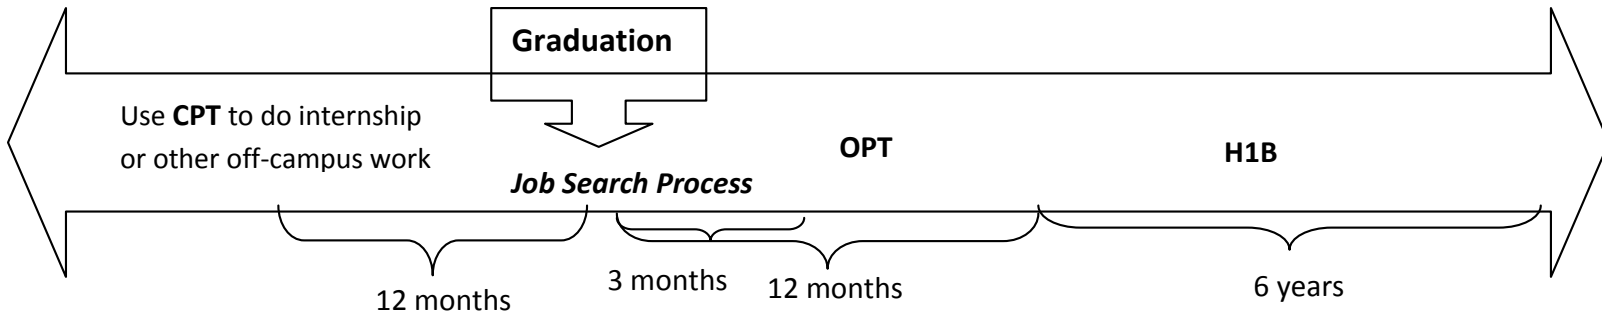 Graduation
Use CPT to do internship
or other off-campus work
OPT
H1B
Job Search Process
12 months
3 months
12 months
6 years